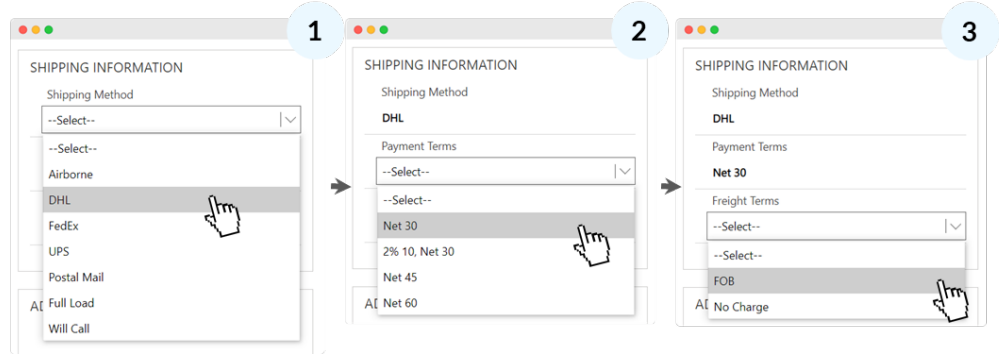 1
SHIPPING INFORMATION
Shipping Method
--Select--
--Select--
Airborne
DHL
FedEx
UPS
Postal Mail
Full Load
Will Call
2
SHIPPING INFORMATION
Shipping Method
DHL
Payment Terms
--Select--
--Select--
Net 30
2% 10, Net 30
Net 45
Net 60
3
SHIPPING INFORMATION
Shipping Method
DHL
Payment Terms
Net 30
Freight Terms
--Select--
--Select--
FOB
No Charge